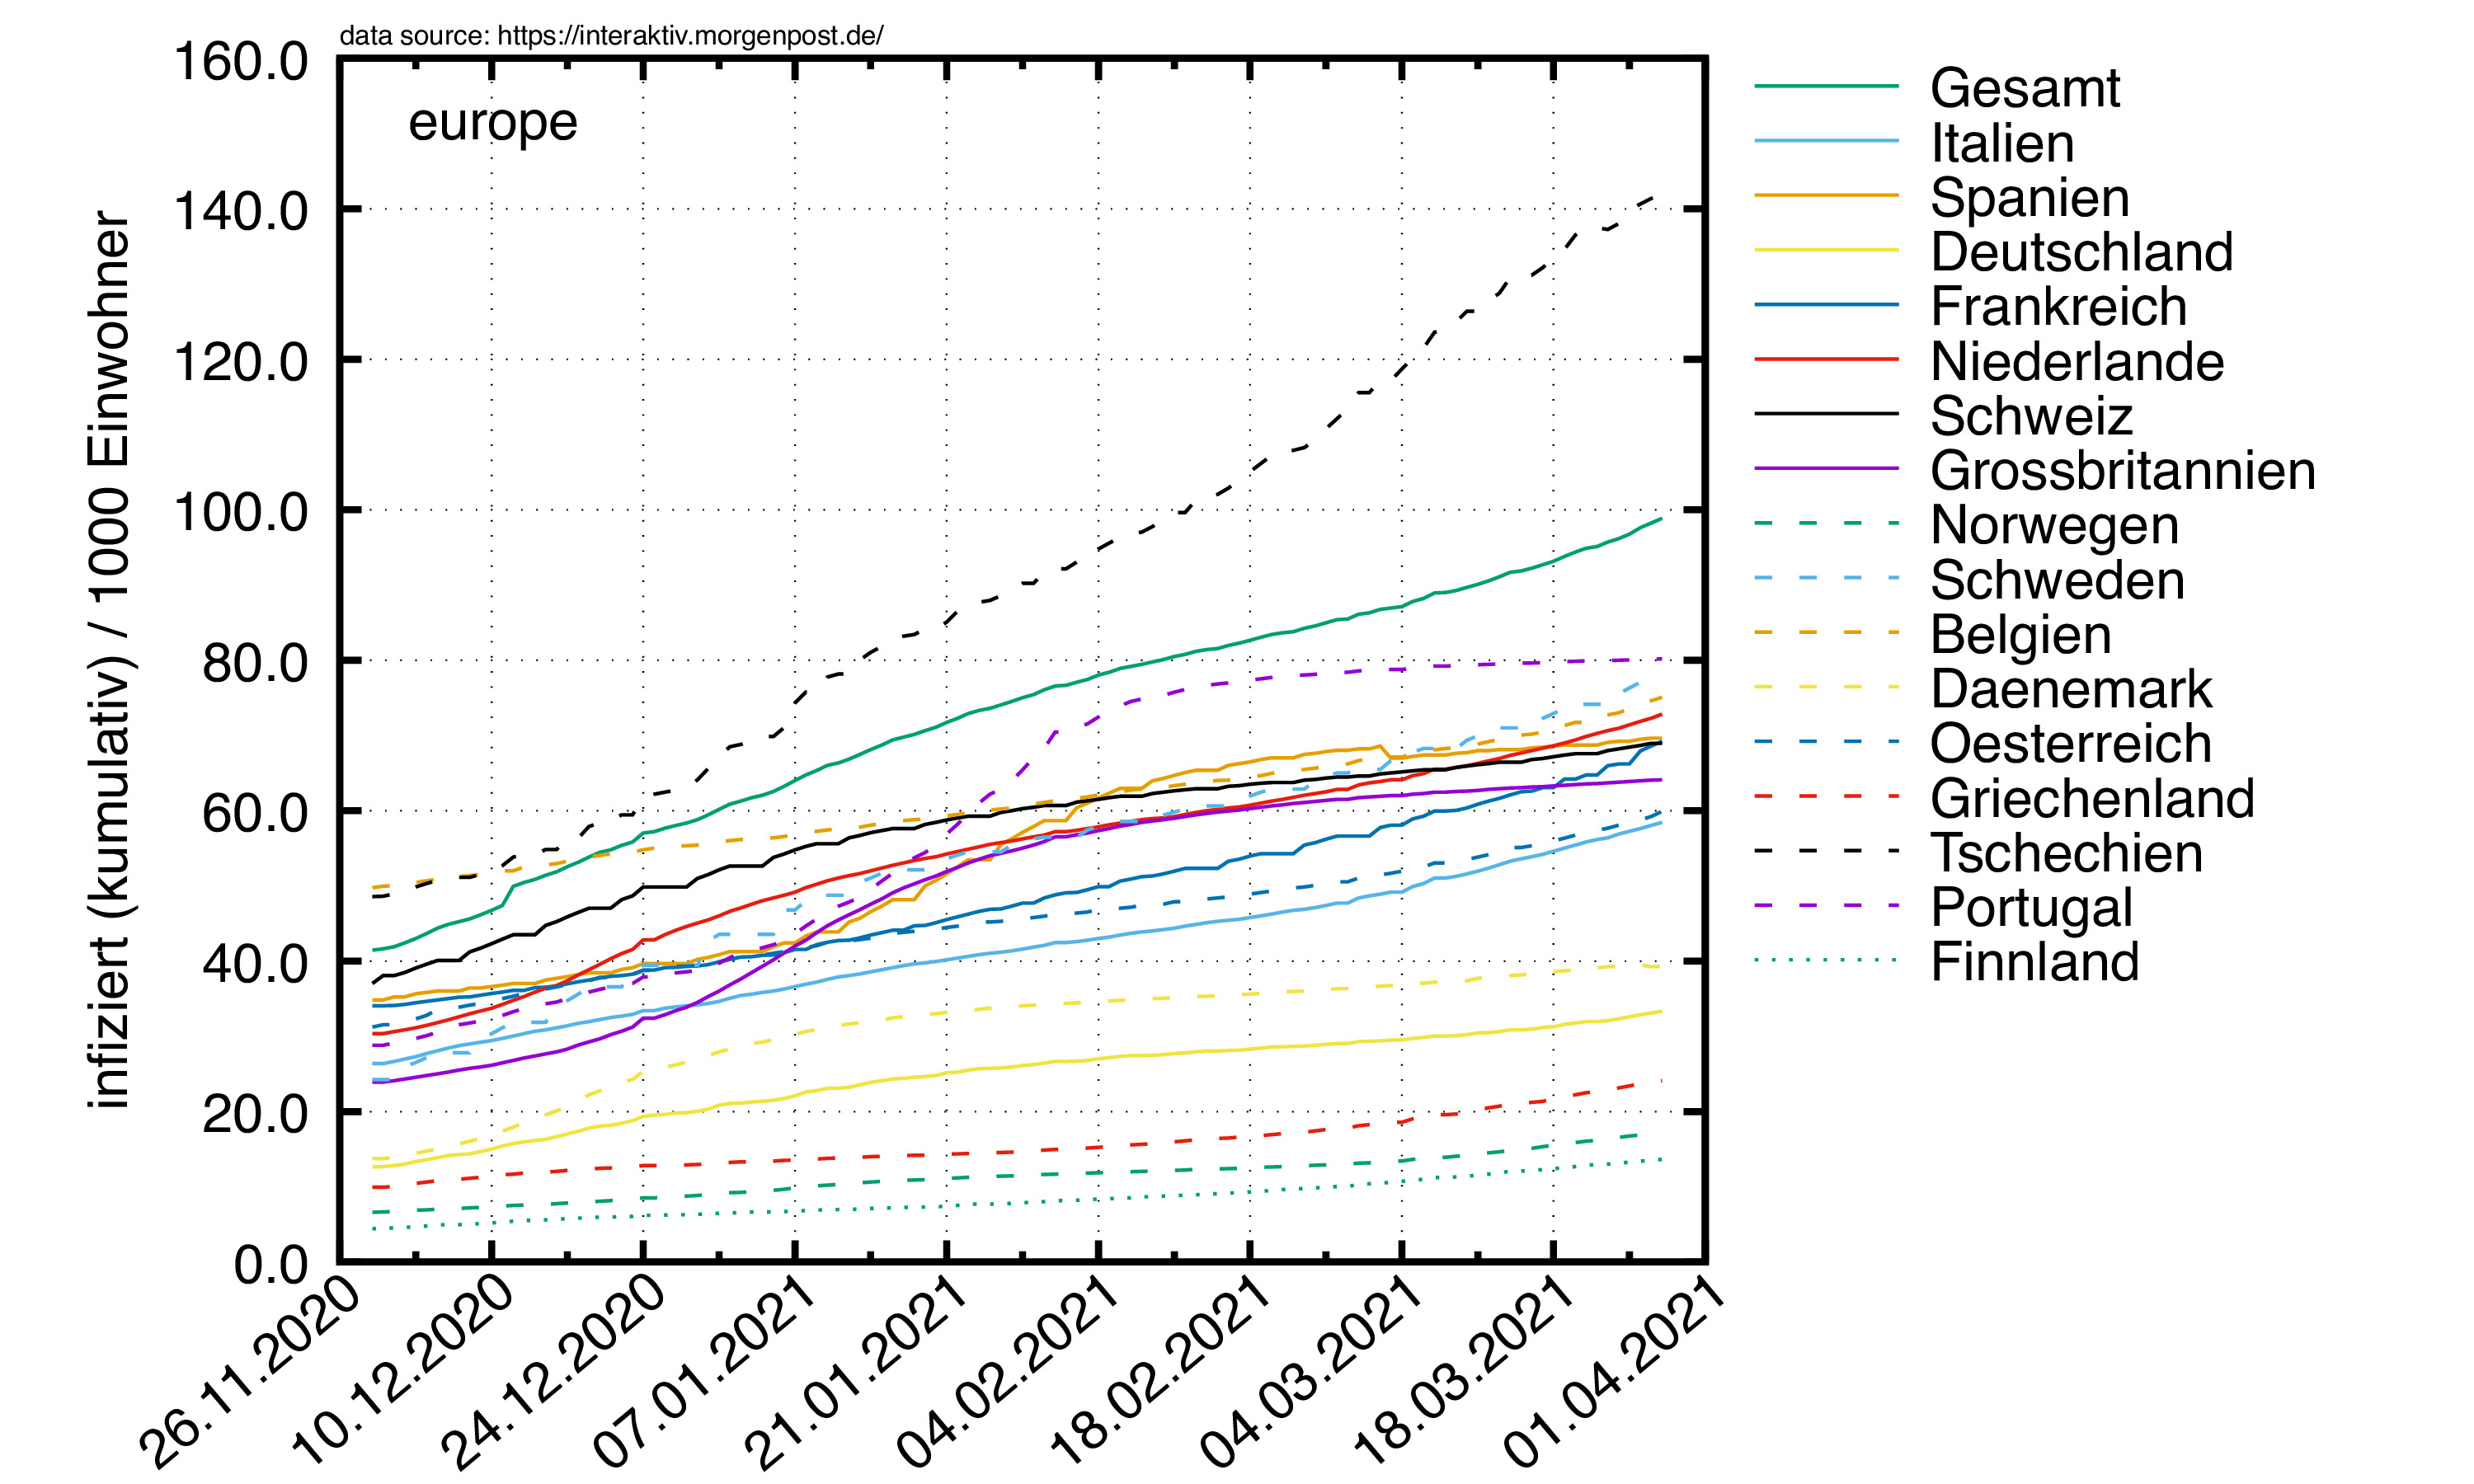 data source: https://interaktiv.morgenpost.de/
europe
infiziert (kumulativ) / 1000 Einwohner
160.0
140.0
120.0
100.0
80.0
60.0
40.0
20.0
0.0
26.11.2020
10.12.2020
24.12.2020
07.01.2021
21.01.2021
04.02.2021
18.02.2021
04.03.2021
18.03.2021
01.04.2021
Gesamt
Italien
Spanien
Deutschland
Frankreich
Niederlande
Schweiz
Grossbritannien
Norwegen
Schweden
Belgien
Daenemark
Oesterreich
Griechenland
Tschechien
Portugal
Finnland